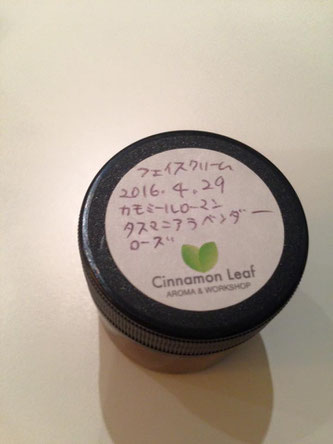 フェイスクリーム
2016.4.29
カモミールローマン
タスマニアラベンダー
ローズ
Cinnamon Leaf
AROMA & WORKSHOP